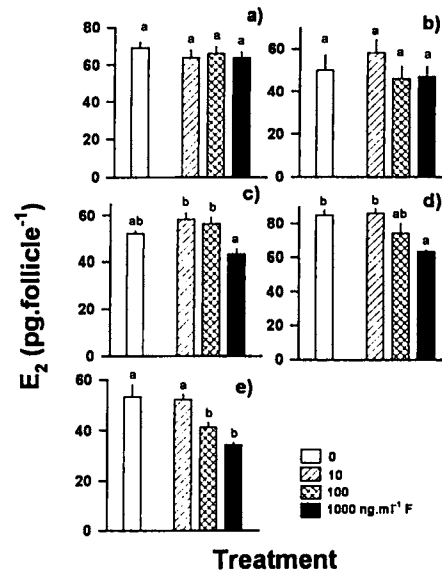 a)
a a a a
80
60
40
20
0
b)
a a a a
60
40
20
0
c)
ab b b a
60
40
20
0
d)
b b ab a
80
60
40
20
0
e)
a a b b
60
40
20
0
E₂ (pg.follicle⁻¹)
0
10
100
1000 ng.ml⁻¹ F
Treatment